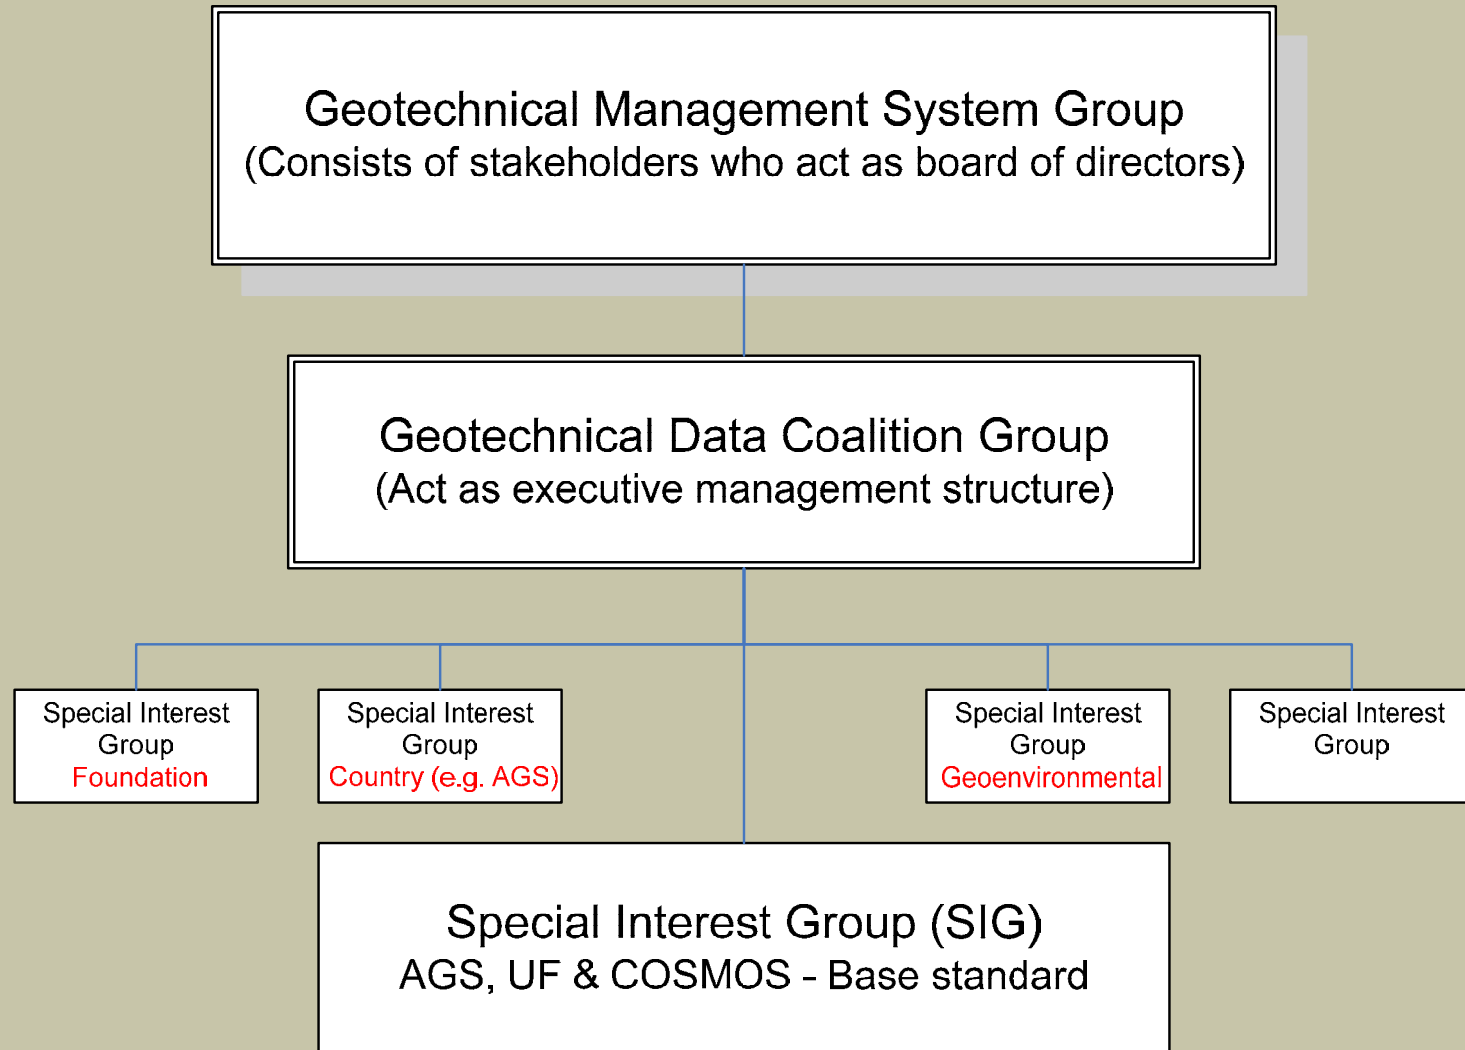 Geotechnical Management System Group
(Consists of stakeholders who act as board of directors)
Geotechnical Data Coalition Group
(Act as executive management structure)
Special Interest
Group
Foundation
Special Interest
Group
Country (e.g. AGS)
Special Interest
Group
Geoenvironmental
Special Interest
Group
Special Interest Group (SIG)
AGS, UF & COSMOS - Base standard